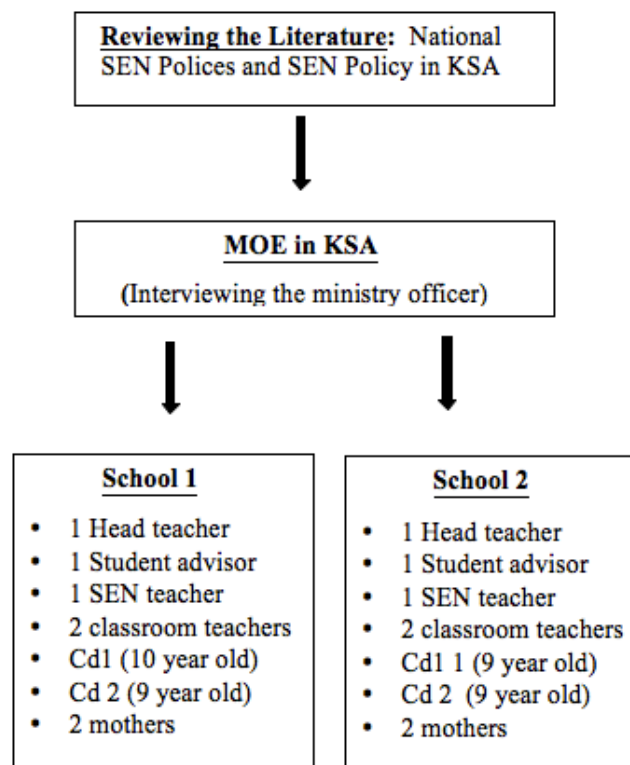 Reviewing the Literature: National
SEN Polices and SEN Policy in KSA
MOE in KSA
(Interviewing the ministry officer)
School 1
• 1 Head teacher
• 1 Student advisor
• 1 SEN teacher
• 2 classroom teachers
• Cd1 (10 year old)
• Cd 2 (9 year old)
• 2 mothers
School 2
• 1 Head teacher
• 1 Student advisor
• 1 SEN teacher
• 2 classroom teachers
• Cd1 1 (9 year old)
• Cd 2 (9 year old)
• 2 mothers